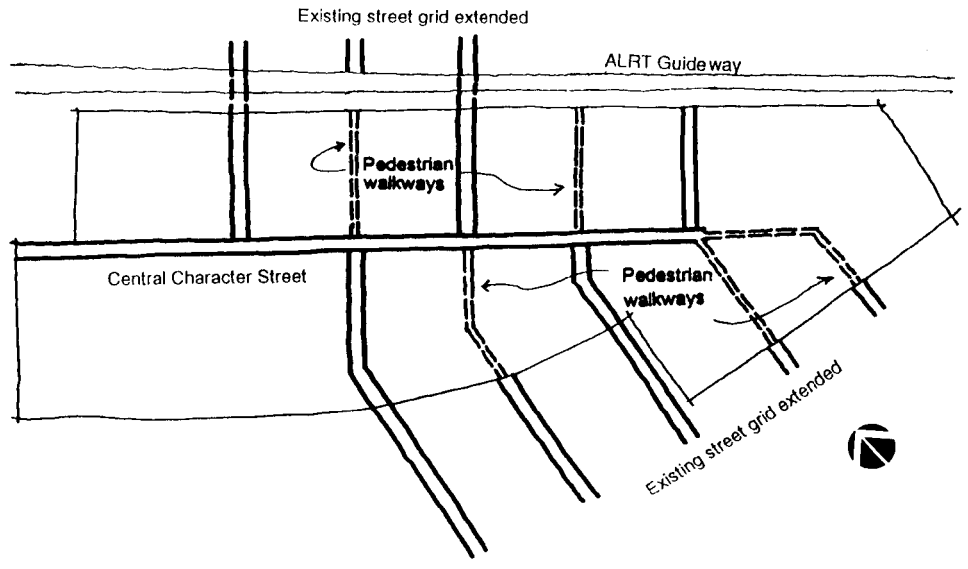 Existing street grid extended
ALRT Guideway
Pedestrian
walkways
Central Character Street
Pedestrian
walkways
Existing street grid extended